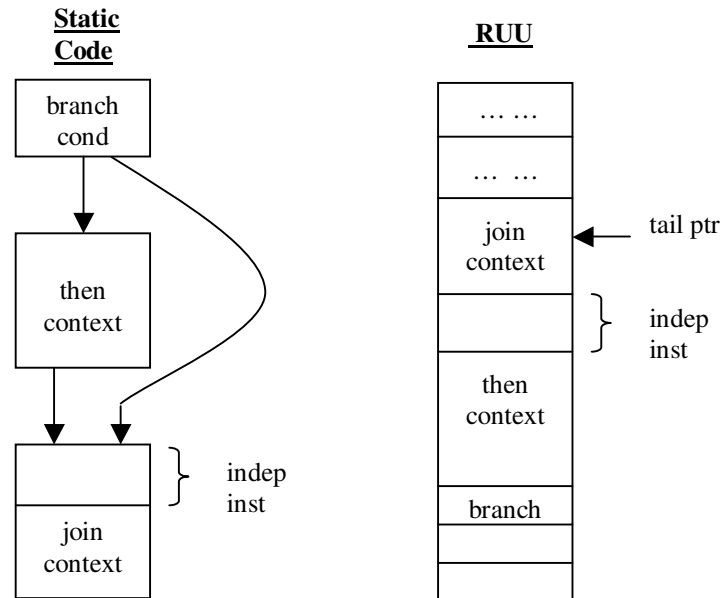 Static
Code
branch
cond
then
context
indep
inst
join
context
RUU
… …
… …
join
context
tail ptr
indep
inst
then
context
branch